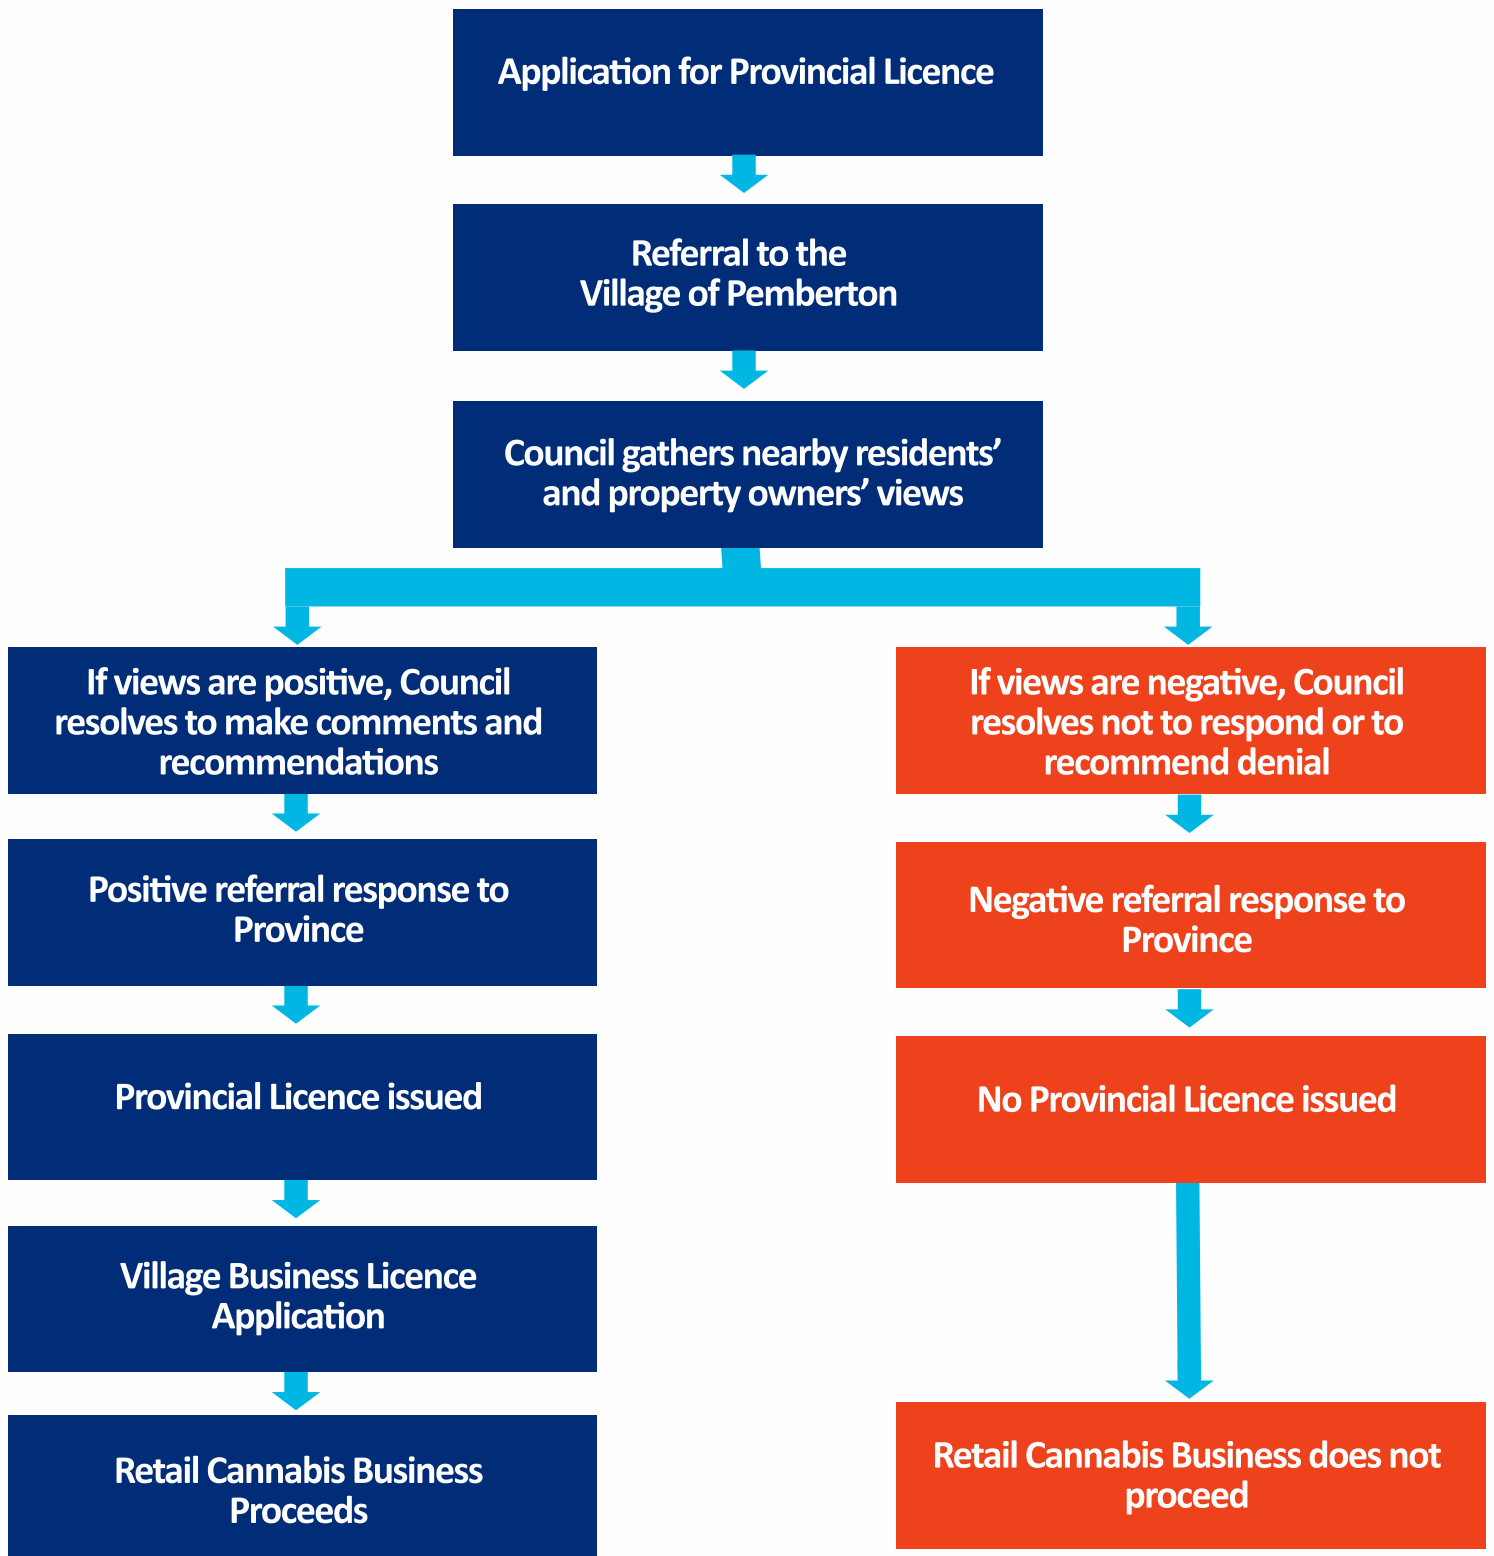 Application for Provincial Licence
Referral to the
Village of Pemberton
Council gathers nearby residents’
and property owners’ views
If views are positive, Council
resolves to make comments and
recommendations
Positive referral response to
Province
Provincial Licence issued
Village Business Licence
Application
Retail Cannabis Business
Proceeds
If views are negative, Council
resolves not to respond or to
recommend denial
Negative referral response to
Province
No Provincial Licence issued
Retail Cannabis Business does not
proceed